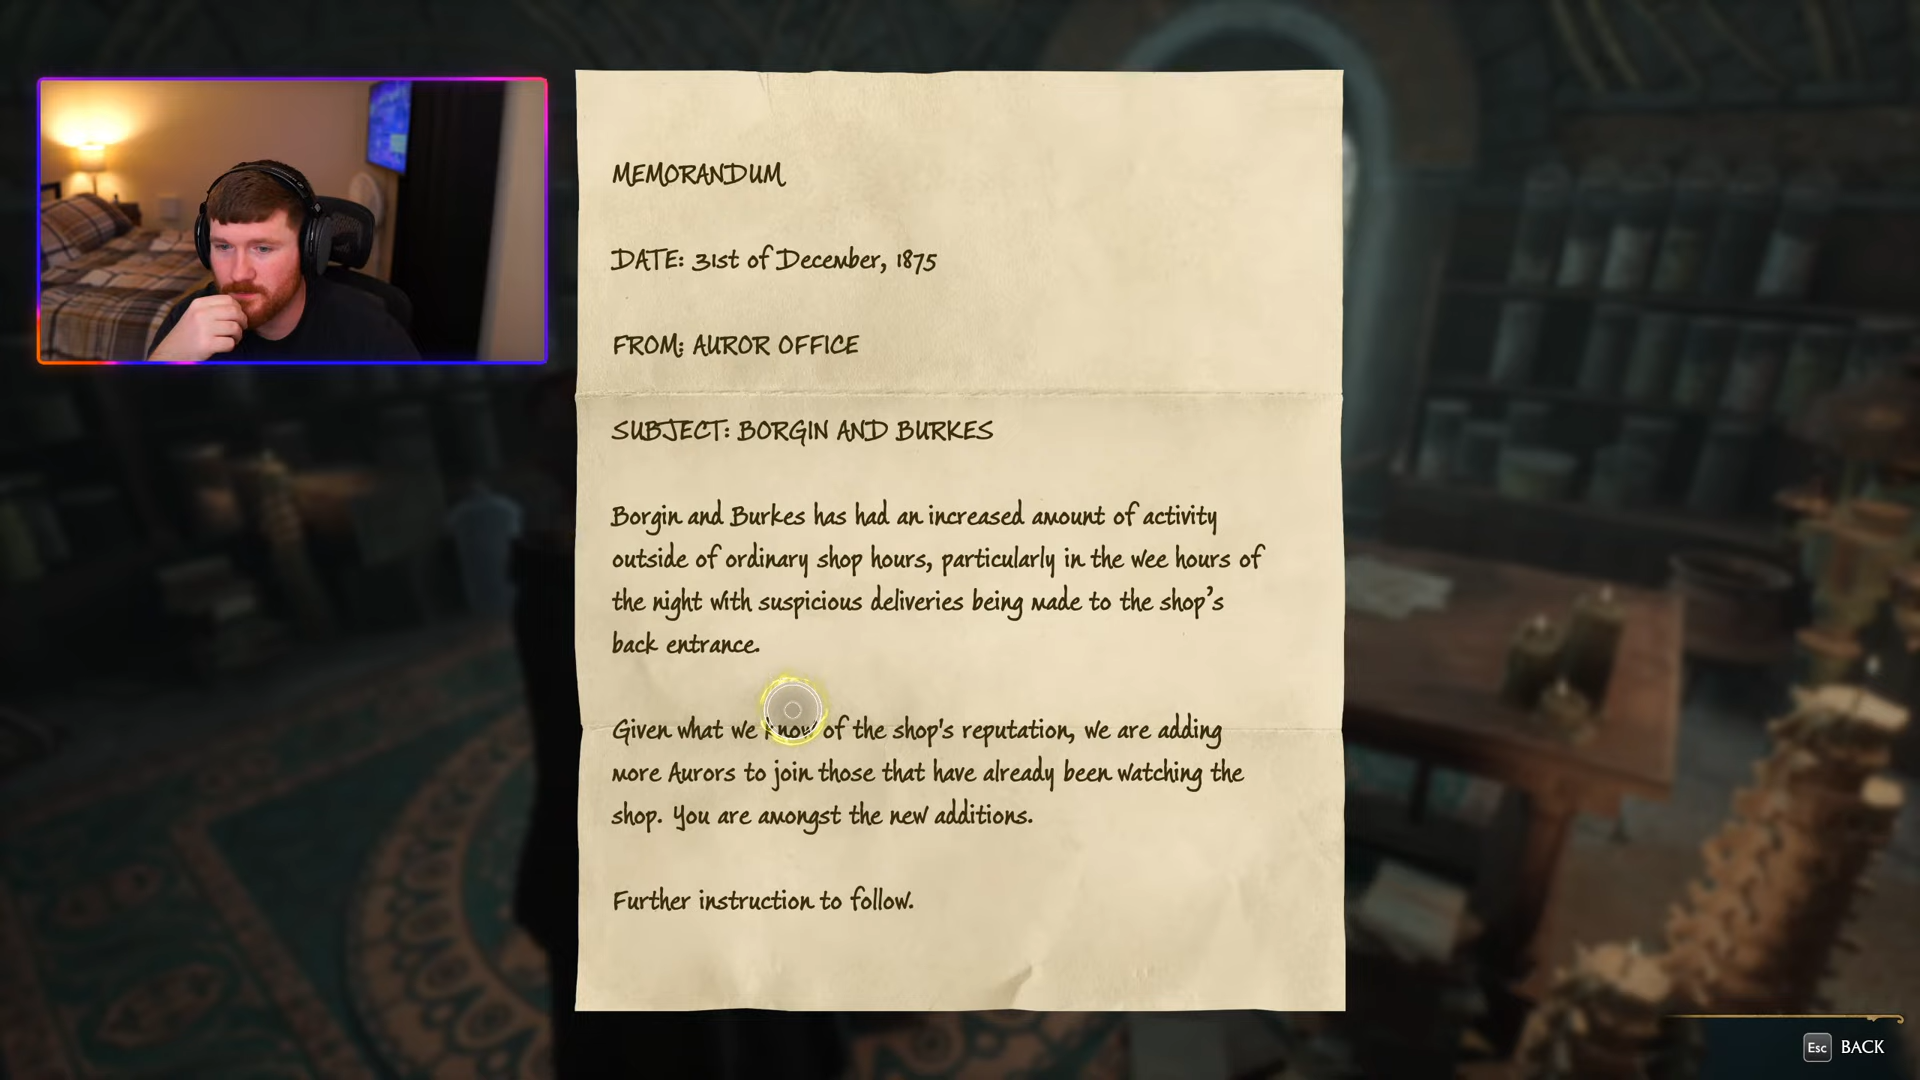 MEMORANDUM
DATE: 31st of December, 1875
FROM: AUROR OFFICE
SUBJECT: BORGIN AND BURKES
Borgin and Burkes has had an increased amount of activity
outside of ordinary shop hours, particularly in the wee hours of
the night with suspicious deliveries being made to the shop's
back entrance.
Given what we know of the shop's reputation, we are adding
more Aurors to join those that have already been watching the
shop. You are amongst the new additions.
Further instruction to follow.
Esc BACK